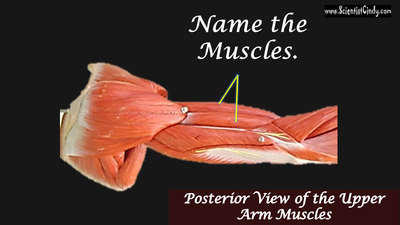 www.ScientistCindy.com
Name the
Muscles.
Posterior View of the Upper
Arm Muscles